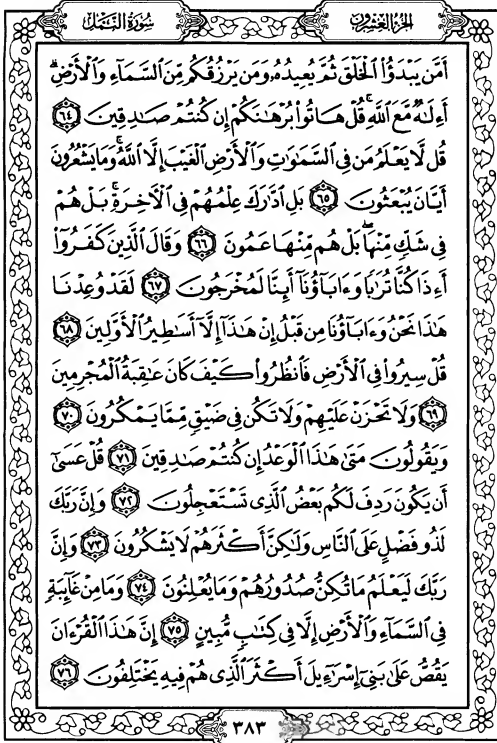 الجزء العشرون
سورة النمل
أَمَّن يَبْدَؤُا۟ ٱلْخَلْقَ ثُمَّ يُعِيدُهُۥ وَمَن يَرْزُقُكُم مِّنَ ٱلسَّمَآءِ وَٱلْأَرْضِ ۗ
أَءِلَٰهٌ مَّعَ ٱللَّهِ ۚ قُلْ هَاتُوا۟ بُرْهَٰنَكُمْ إِن كُنتُمْ صَٰدِقِينَ ﴿٦٤﴾
قُل لَّا يَعْلَمُ مَن فِى ٱلسَّمَٰوَٰتِ وَٱلْأَرْضِ ٱلْغَيْبَ إِلَّا ٱللَّهُ ۚ وَمَا يَشْعُرُونَ
أَيَّانَ يُبْعَثُونَ ﴿٦٥﴾ بَلِ ٱدَّٰرَكَ عِلْمُهُمْ فِى ٱلْءَاخِرَةِ ۚ بَلْ هُمْ
فِى شَكٍّ مِّنْهَا ۖ بَلْ هُم مِّنْهَا عَمُونَ ﴿٦٦﴾ وَقَالَ ٱلَّذِينَ كَفَرُوٓا۟
أَءِذَا كُنَّا تُرَٰبًا وَءَابَآؤُنَآ أَئِنَّا لَمُخْرَجُونَ ﴿٦٧﴾ لَقَدْ وُعِدْنَا
هَٰذَا نَحْنُ وَءَابَآؤُنَا مِن قَبْلُ إِنْ هَٰذَآ إِلَّآ أَسَٰطِيرُ ٱلْأَوَّلِينَ ﴿٦٨﴾
قُلْ سِيرُوا۟ فِى ٱلْأَرْضِ فَٱنظُرُوا۟ كَيْفَ كَانَ عَٰقِبَةُ ٱلْمُجْرِمِينَ
﴿٦٩﴾ وَلَا تَحْزَنْ عَلَيْهِمْ وَلَا تَكُن فِى ضَيْقٍ مِّمَّا يَمْكُرُونَ ﴿٧٠﴾
وَيَقُولُونَ مَتَىٰ هَٰذَا ٱلْوَعْدُ إِن كُنتُمْ صَٰدِقِينَ ﴿٧١﴾ قُلْ عَسَىٰٓ
أَن يَكُونَ رَدِفَ لَكُم بَعْضُ ٱلَّذِى تَسْتَعْجِلُونَ ﴿٧٢﴾ وَإِنَّ رَبَّكَ
لَذُو فَضْلٍ عَلَى ٱلنَّاسِ وَلَٰكِنَّ أَكْثَرَهُمْ لَا يَشْكُرُونَ ﴿٧٣﴾ وَإِنَّ
رَبَّكَ لَيَعْلَمُ مَا تُكِنُّ صُدُورُهُمْ وَمَا يُعْلِنُونَ ﴿٧٤﴾ وَمَا مِنْ غَآئِبَةٍ
فِى ٱلسَّمَآءِ وَٱلْأَرْضِ إِلَّا فِى كِتَٰبٍ مُّبِينٍ ﴿٧٥﴾ إِنَّ هَٰذَا ٱلْقُرْءَانَ
يَقُصُّ عَلَىٰ بَنِىٓ إِسْرَٰٓءِيلَ أَكْثَرَ ٱلَّذِى هُمْ فِيهِ يَخْتَلِفُونَ ﴿٧٦﴾
٣٨٣